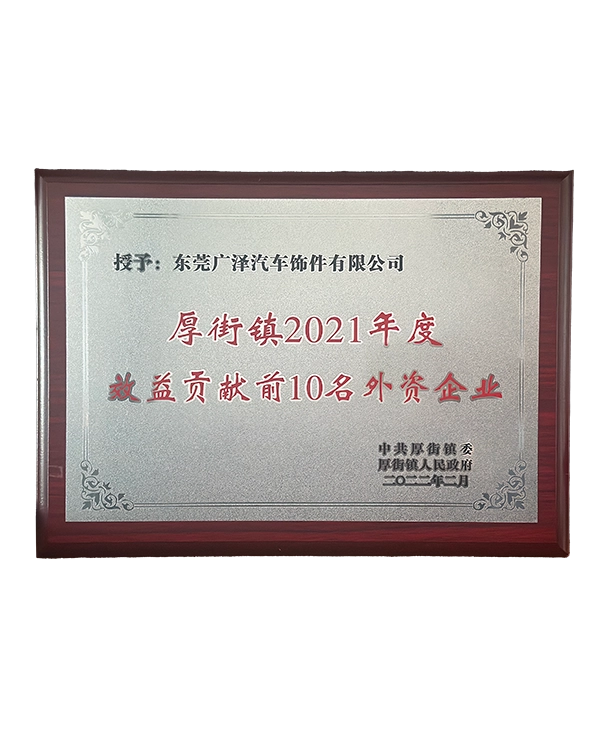 授予：东莞广泽汽车饰件有限公司
厚街镇2021年度
效益贡献前10名外资企业
中共厚街镇委
厚街镇人民政府
二〇二二年二月